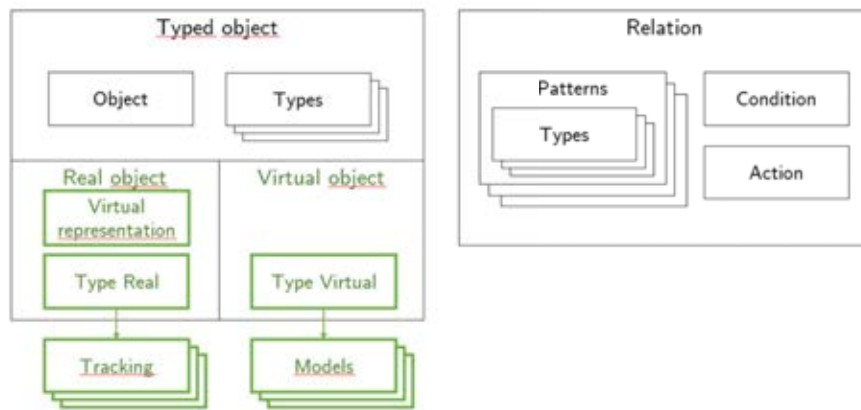 Typed object
Object
Types
Real object
Virtual object
Virtual
representation
Type Real
Type Virtual
Tracking
Models
Relation
Patterns
Types
Condition
Action